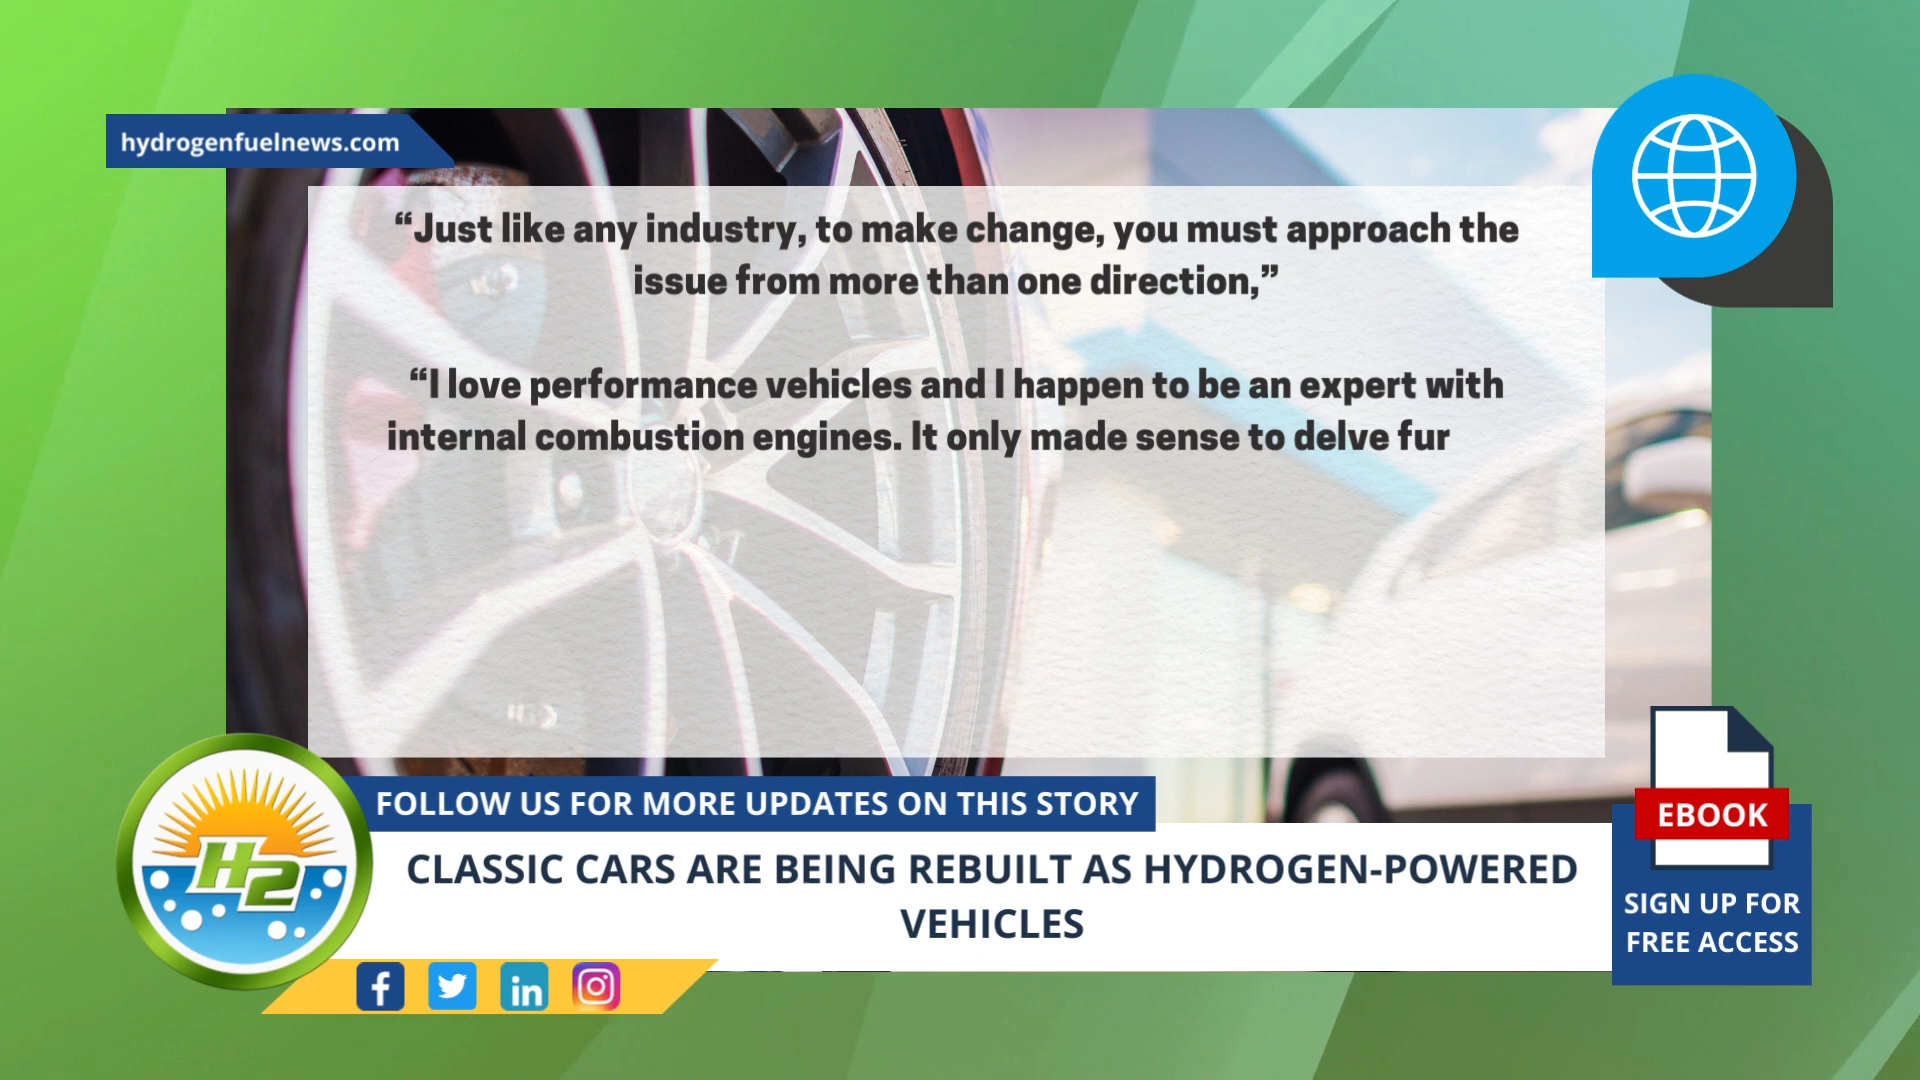 hydrogenfuelnews.com
“Just like any industry, to make change, you must approach the
issue from more than one direction,”
“I love performance vehicles and I happen to be an expert with
internal combustion engines. It only made sense to delve fur
FOLLOW US FOR MORE UPDATES ON THIS STORY
CLASSIC CARS ARE BEING REBUILT AS HYDROGEN-POWERED
VEHICLES
H2
EBOOK
SIGN UP FOR
FREE ACCESS
f
in